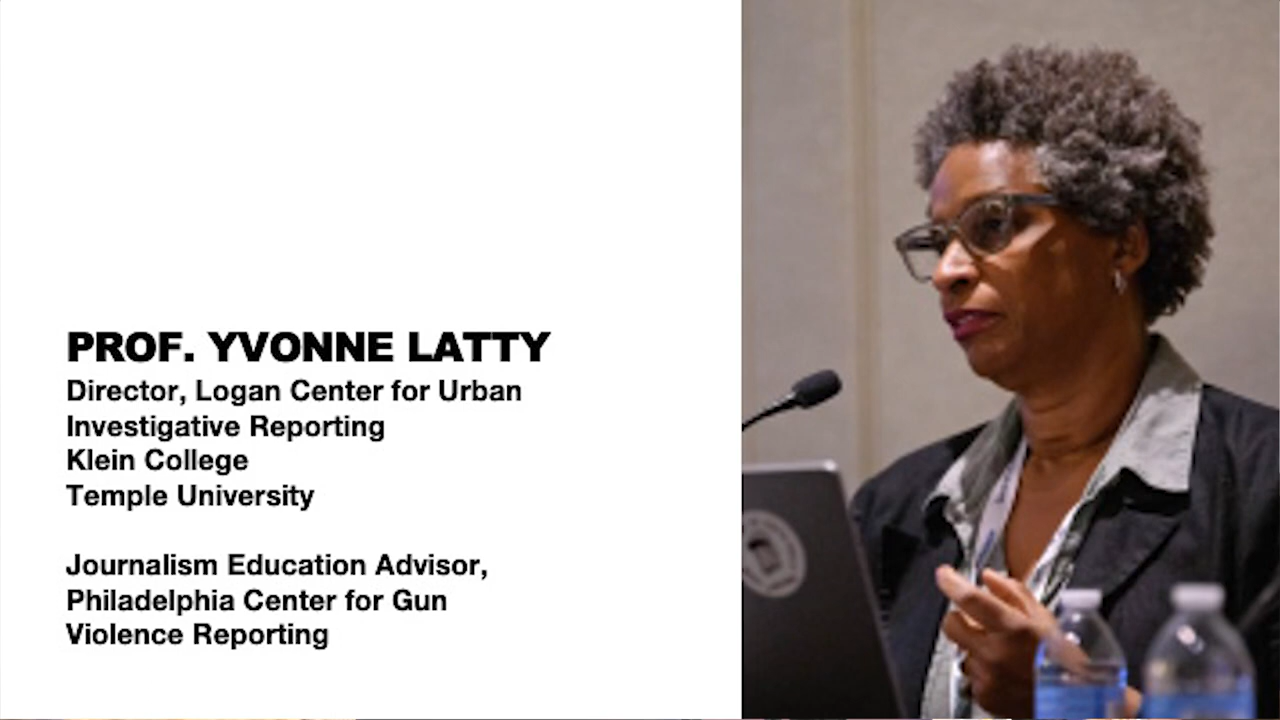 PROF. YVONNE LATTY
Director, Logan Center for Urban
Investigative Reporting
Klein College
Temple University
Journalism Education Advisor,
Philadelphia Center for Gun
Violence Reporting